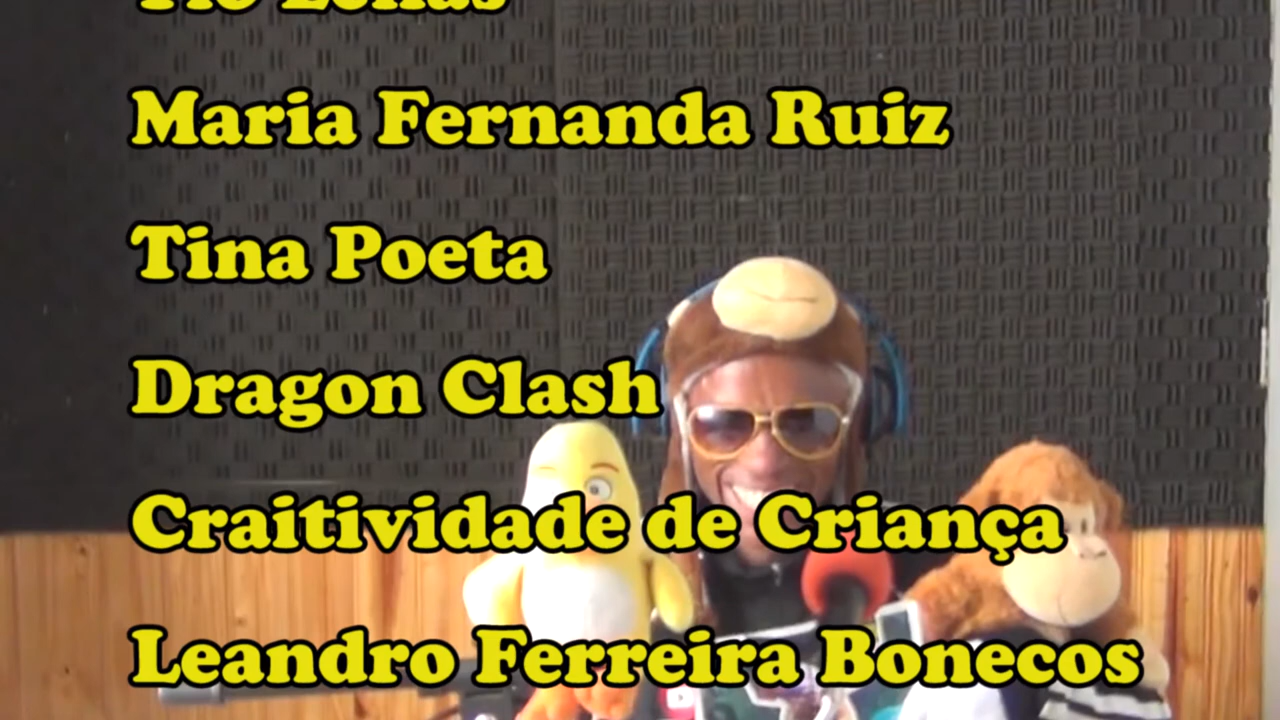 Maria Fernanda Ruiz
Tina Poeta
Dragon Clash
Craitividade de Criança
Leandro Ferreira Bonecos